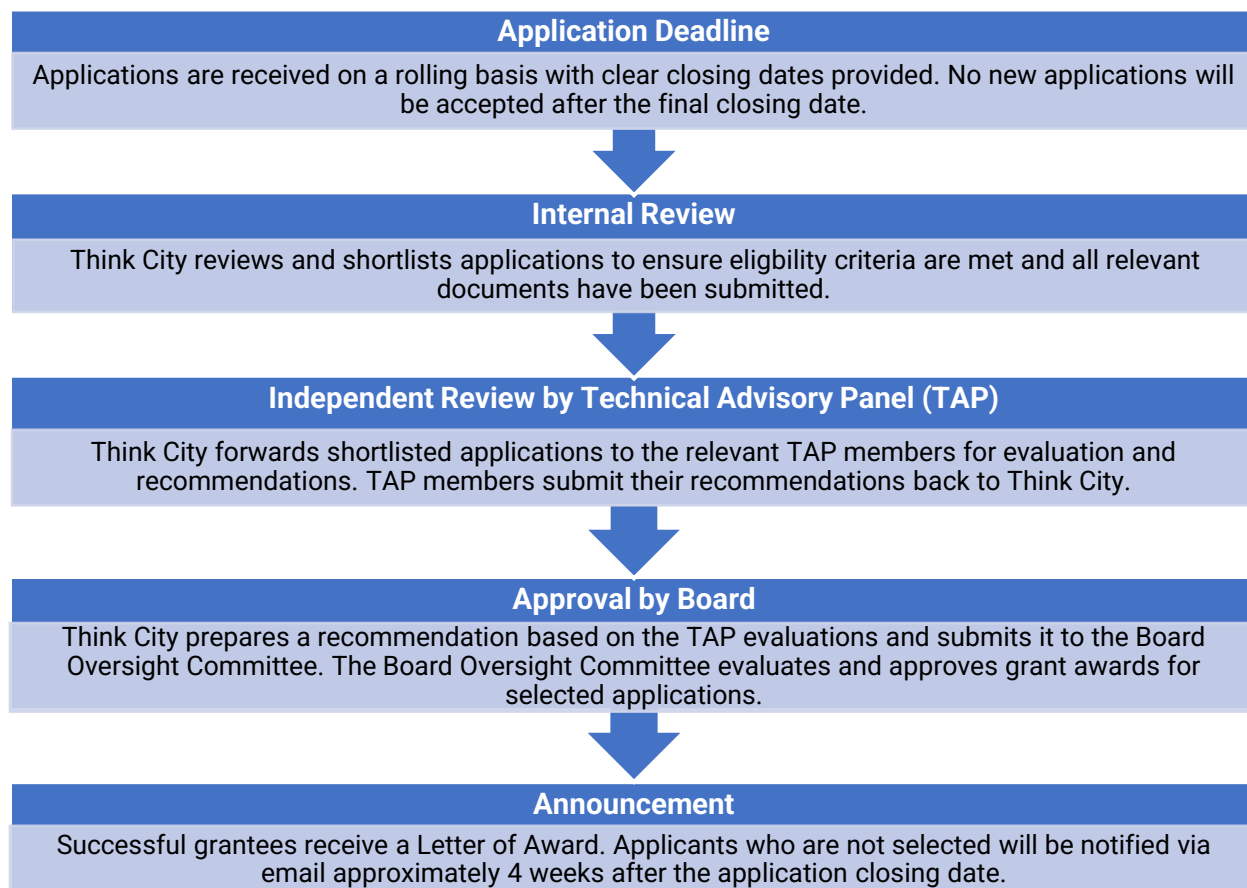 Application Deadline
Applications are received on a rolling basis with clear closing dates provided. No new applications will
be accepted after the final closing date.
Internal Review
Think City reviews and shortlists applications to ensure eligbility criteria are met and all relevant
documents have been submitted.
Independent Review by Technical Advisory Panel (TAP)
Think City forwards shortlisted applications to the relevant TAP members for evaluation and
recommendations. TAP members submit their recommendations back to Think City.
Approval by Board
Think City prepares a recommendation based on the TAP evaluations and submits it to the Board
Oversight Committee. The Board Oversight Committee evaluates and approves grant awards for
selected applications.
Announcement
Successful grantees receive a Letter of Award. Applicants who are not selected will be notified via
email approximately 4 weeks after the application closing date.